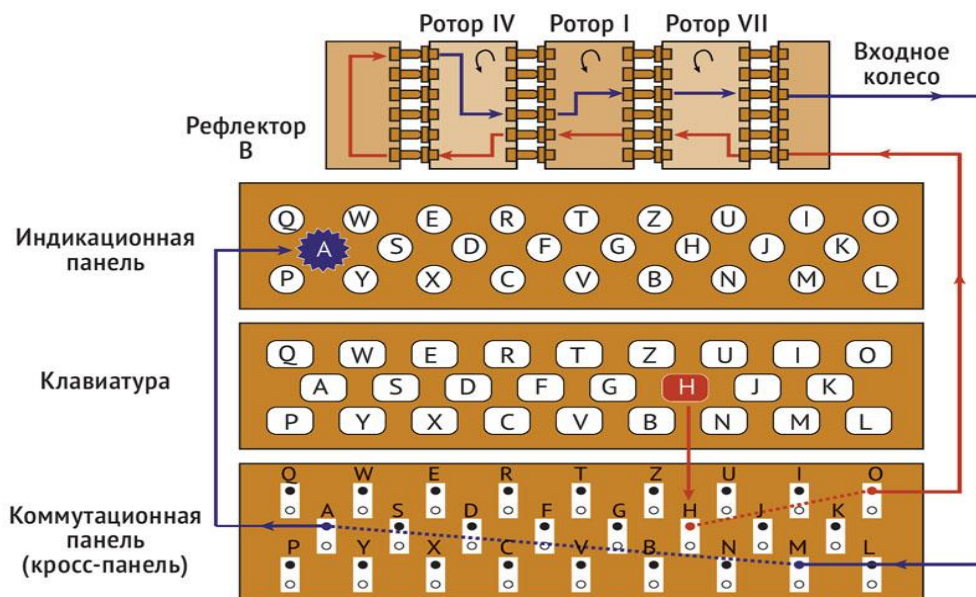 Ротор IV Ротор I Ротор VII
Входное
колесо
Рефлектор
В
Индикационная
панель
Q W E R T Z U I O
A S D F G H J K
P Y X C V B N M L
Клавиатура
Q W E R T Z U I O
A S D F G H J K
P Y X C V B N M L
Коммутационная
панель
(кросс-панель)
Q W E R T Z U I O
A S D F G H J K
P Y X C V B N M L